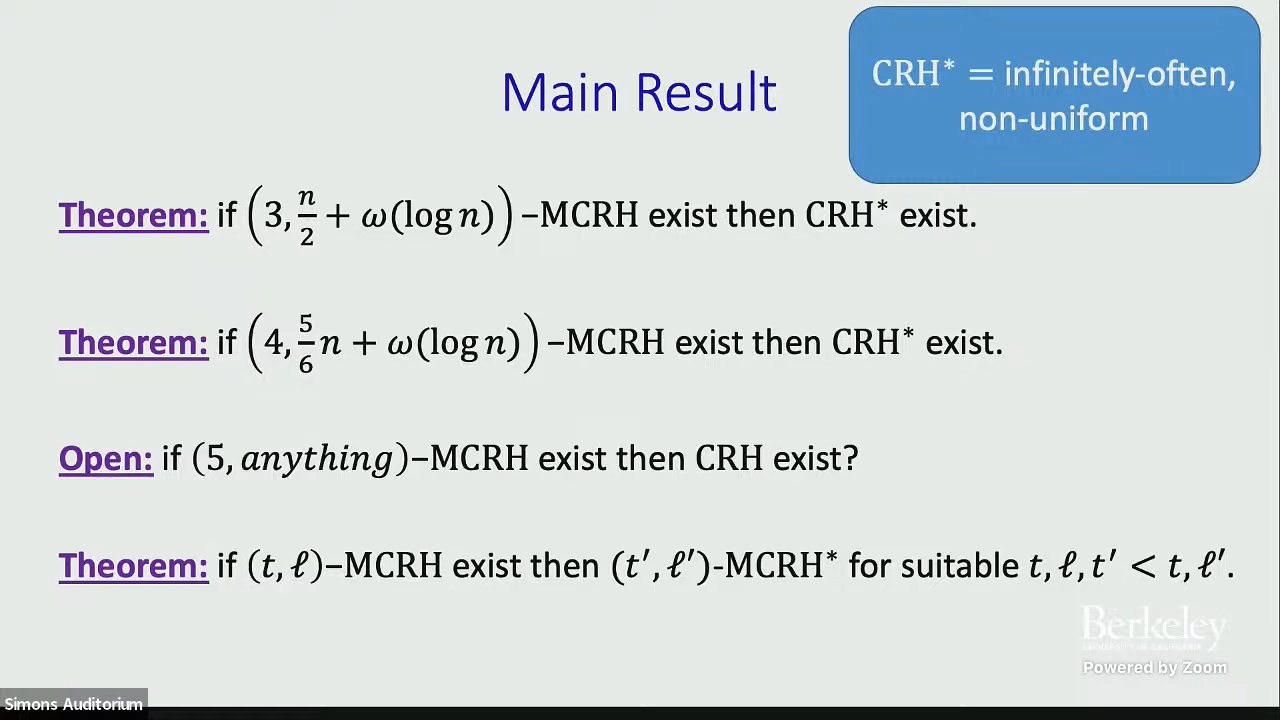 CRH* = infinitely-often,
non-uniform
Main Result
Theorem: if (3, n/2 + ω(log n)) –MCRH exist then CRH* exist.
Theorem: if (4, 5/6 n + ω(log n)) –MCRH exist then CRH* exist.
Open: if (5, anything)–MCRH exist then CRH exist?
Theorem: if (t, ℓ)–MCRH exist then (t′, ℓ′)-MCRH* for suitable t, ℓ, t′ < t, ℓ′.
Berkeley
Powered by Zoom
Simons Auditorium